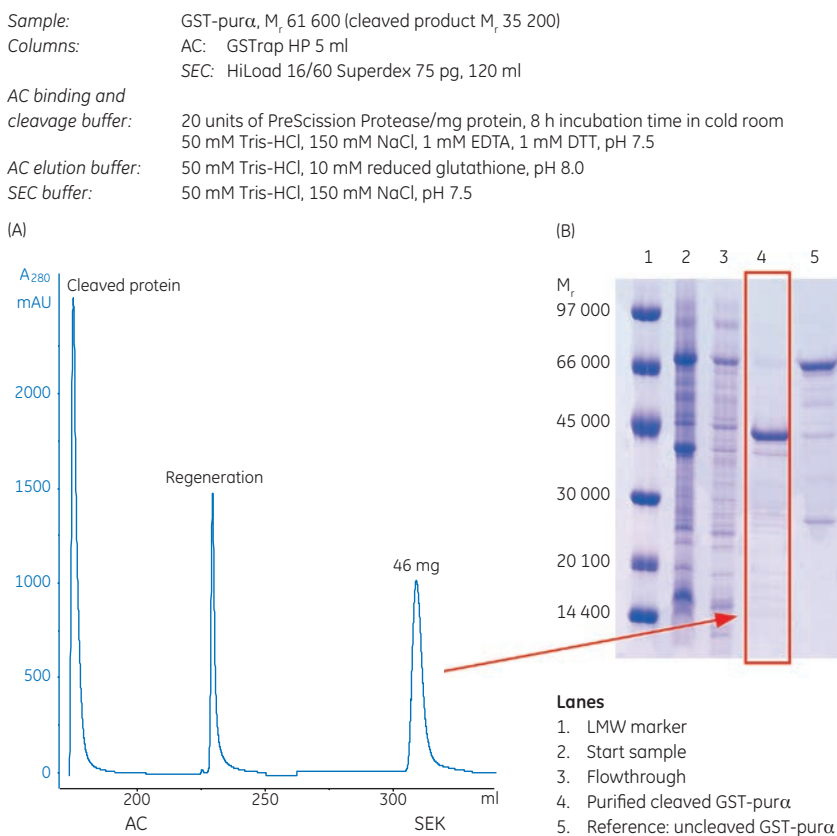 Sample: GST-purα, Mr 61 600 (cleaved product Mr 35 200)
Columns: AC: GSTrap HP 5 ml
SEC: HiLoad 16/60 Superdex 75 pg, 120 ml
AC binding and
cleavage buffer: 20 units of PreScission Protease/mg protein, 8 h incubation time in cold room
50 mM Tris-HCl, 150 mM NaCl, 1 mM EDTA, 1 mM DTT, pH 7.5
AC elution buffer: 50 mM Tris-HCl, 10 mM reduced glutathione, pH 8.0
SEC buffer: 50 mM Tris-HCl, 150 mM NaCl, pH 7.5
(A)
A280
mAU
Cleaved protein
2000
1500
Regeneration
1000
46 mg
500
0
200 250 300 ml
AC SEK
(B)
1 2 3 4 5
Mr
97 000
66 000
45 000
30 000
20 100
14 400
Lanes
1. LMW marker
2. Start sample
3. Flowthrough
4. Purified cleaved GST-purα
5. Reference: uncleaved GST-purα